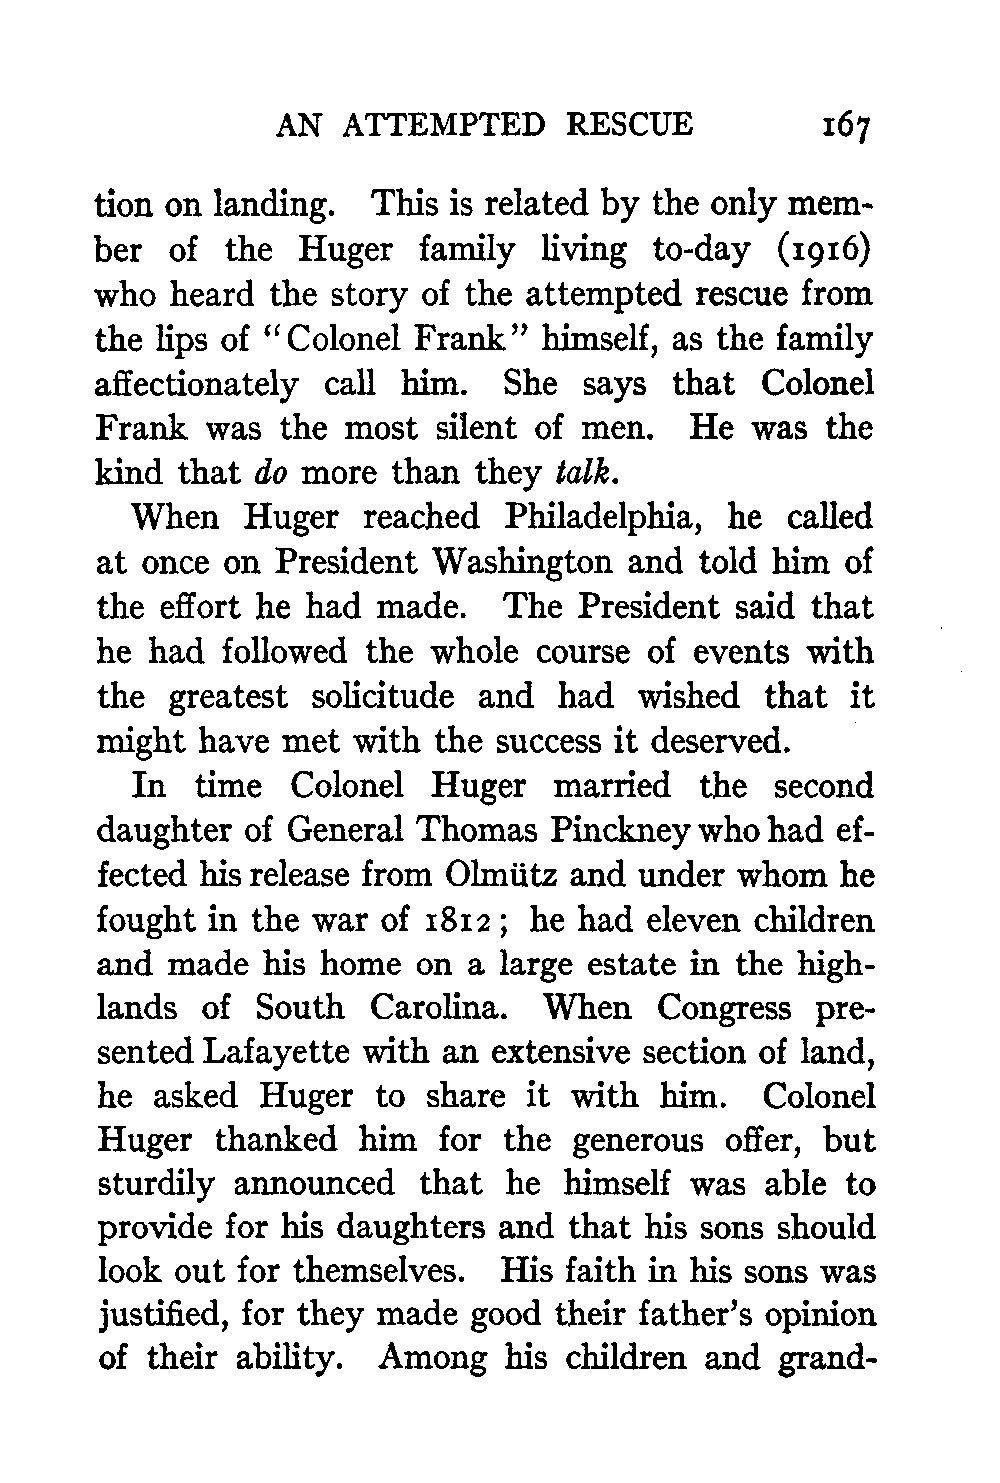 AN ATTEMPTED RESCUE 167
tion on landing. This is related by the only mem-
ber of the Huger family living to-day (1916)
who heard the story of the attempted rescue from
the lips of “Colonel Frank” himself, as the family
affectionately call him. She says that Colonel
Frank was the most silent of men. He was the
kind that do more than they talk.
When Huger reached Philadelphia, he called
at once on President Washington and told him of
the effort he had made. The President said that
he had followed the whole course of events with
the greatest solicitude and had wished that it
might have met with the success it deserved.
In time Colonel Huger married the second
daughter of General Thomas Pinckney who had ef-
fected his release from Olmütz and under whom he
fought in the war of 1812; he had eleven children
and made his home on a large estate in the high-
lands of South Carolina. When Congress pre-
sented Lafayette with an extensive section of land,
he asked Huger to share it with him. Colonel
Huger thanked him for the generous offer, but
sturdily announced that he himself was able to
provide for his daughters and that his sons should
look out for themselves. His faith in his sons was
justified, for they made good their father’s opinion
of their ability. Among his children and grand-